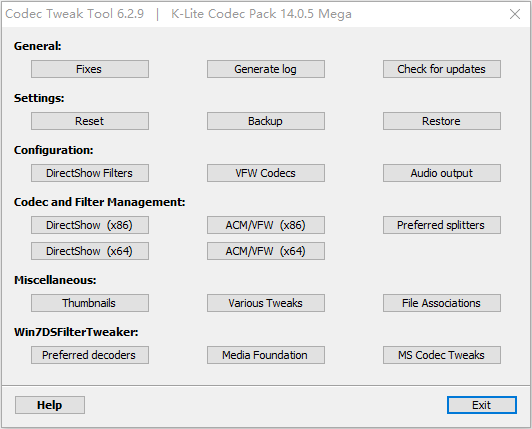 Codec Tweak Tool 6.2.9 | K-Lite Codec Pack 14.0.5 Mega
General:
Fixes Generate log Check for updates
Settings:
Reset Backup Restore
Configuration:
DirectShow Filters VFW Codecs Audio output
Codec and Filter Management:
DirectShow (x86) ACM/VFW (x86) Preferred splitters
DirectShow (x64) ACM/VFW (x64)
Miscellaneous:
Thumbnails Various Tweaks File Associations
Win7DSFilterTweaker:
Preferred decoders Media Foundation MS Codec Tweaks
Help Exit